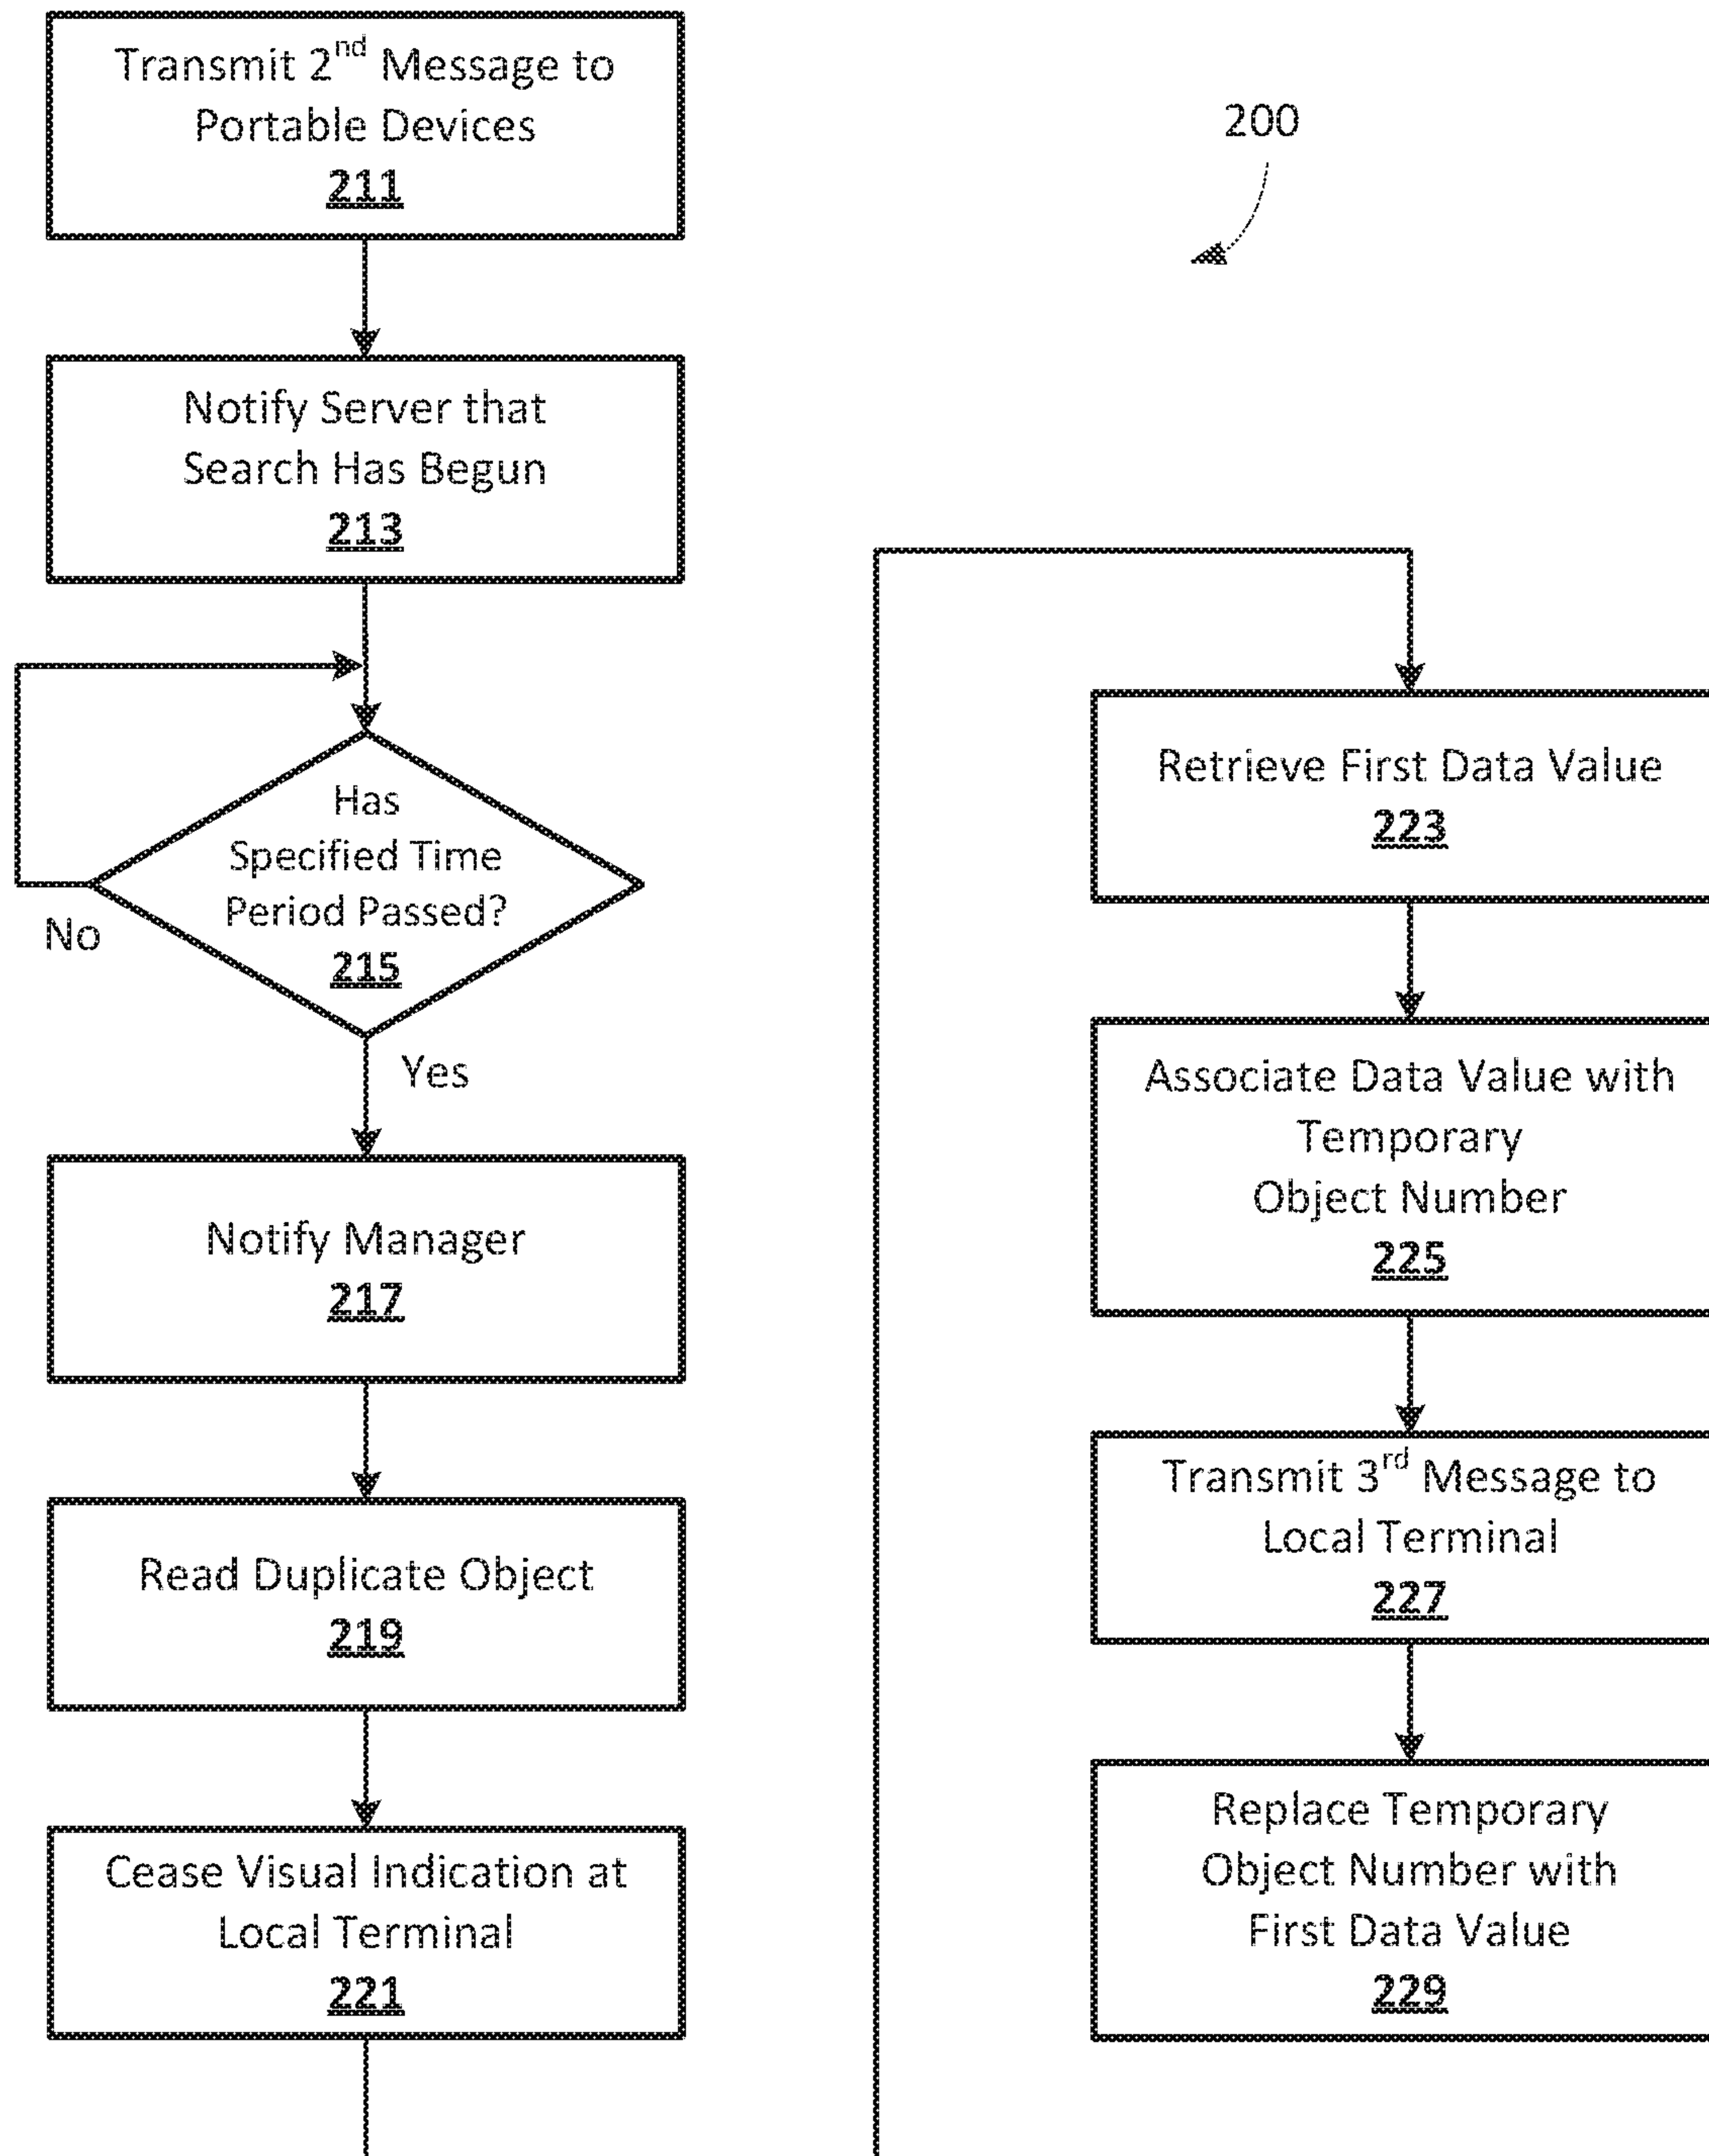 Transmit 2nd Message to
Portable Devices
211
200
Notify Server that
Search Has Begun
213
Has
Specified Time
Period Passed?
215
No
Yes
Notify Manager
217
Read Duplicate Object
219
Cease Visual Indication at
Local Terminal
221
Retrieve First Data Value
223
Associate Data Value with
Temporary
Object Number
225
Transmit 3rd Message to
Local Terminal
227
Replace Temporary
Object Number with
First Data Value
229